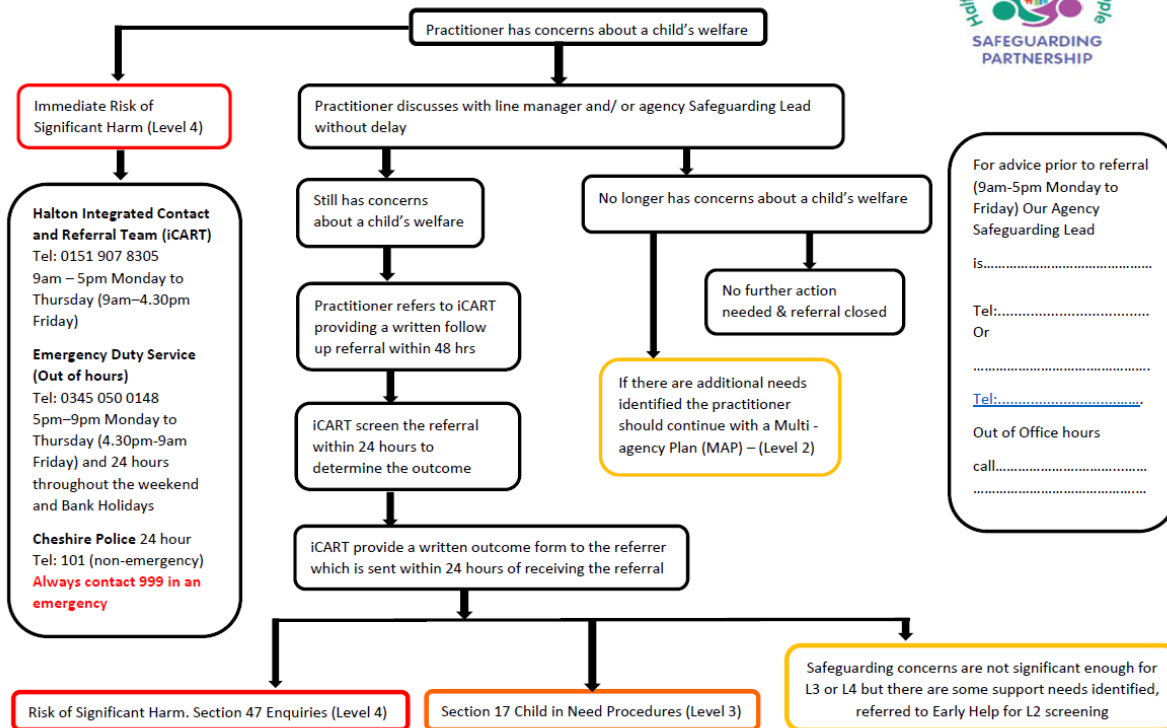 Practitioner has concerns about a child's welfare
SAFEGUARDING
PARTNERSHIP
Immediate Risk of
Significant Harm (Level 4)
Practitioner discusses with line manager and/ or agency Safeguarding Lead
without delay
Halton Integrated Contact
and Referral Team (iCART)
Tel: 0151 907 8305
9am – 5pm Monday to
Thursday (9am–4.30pm
Friday)
Emergency Duty Service
(Out of hours)
Tel: 0345 050 0148
5pm–9pm Monday to
Thursday (4.30pm-9am
Friday) and 24 hours
throughout the weekend
and Bank Holidays
Cheshire Police 24 hour
Tel: 101 (non-emergency)
Always contact 999 in an
emergency
Still has concerns
about a child's welfare
No longer has concerns about a child's welfare
Practitioner refers to iCART
providing a written follow
up referral within 48 hrs
No further action
needed & referral closed
iCART screen the referral
within 24 hours to
determine the outcome
If there are additional needs
identified the practitioner
should continue with a Multi -
agency Plan (MAP) – (Level 2)
iCART provide a written outcome form to the referrer
which is sent within 24 hours of receiving the referral
For advice prior to referral
(9am-5pm Monday to
Friday) Our Agency
Safeguarding Lead
is..............................................
Tel:...................................
Or
..............................................
Tel:...................................
Out of Office hours
call........................................
..............................................
Risk of Significant Harm. Section 47 Enquiries (Level 4)
Section 17 Child in Need Procedures (Level 3)
Safeguarding concerns are not significant enough for
L3 or L4 but there are some support needs identified,
referred to Early Help for L2 screening